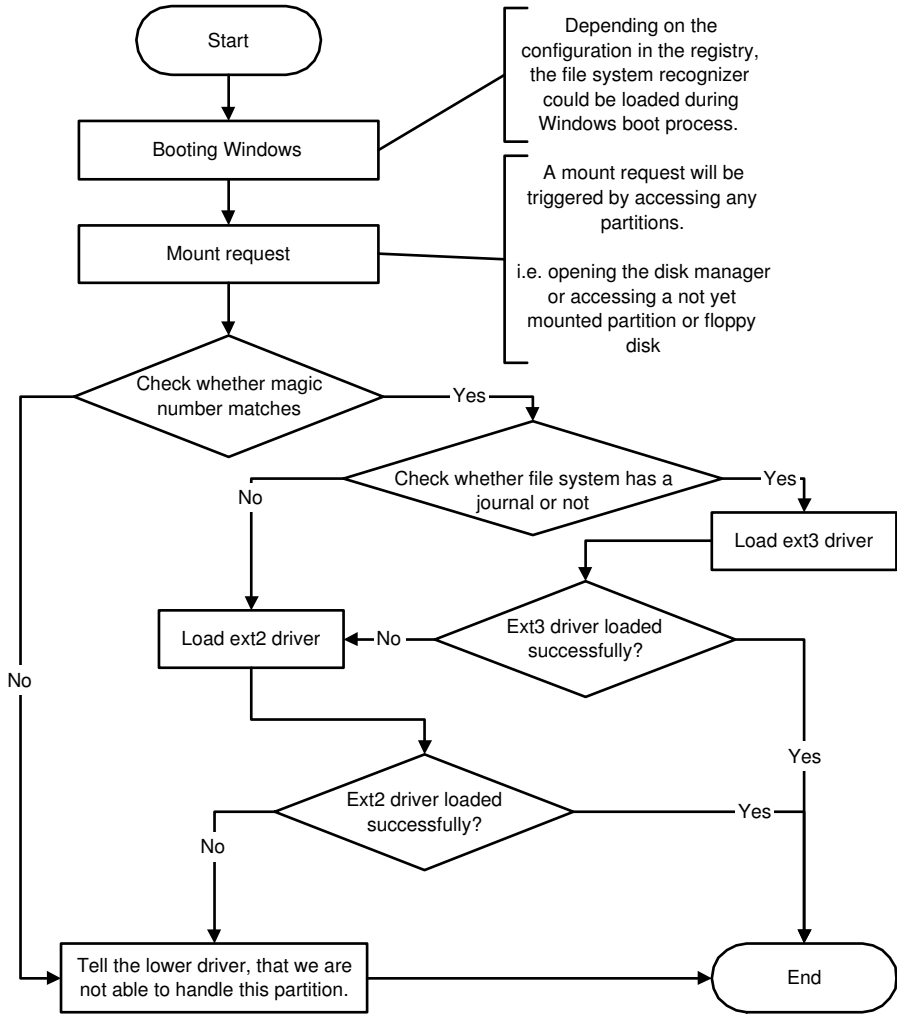 Start
Depending on the
configuration in the registry,
the file system recognizer
could be loaded during
Windows boot process.
Booting Windows
A mount request will be
triggered by accessing any
partitions.
Mount request
i.e. opening the disk manager
or accessing a not yet
mounted partition or floppy
disk
Check whether magic
number matches
Yes
Check whether file system has a
journal or not
Yes
No
Load ext3 driver
Ext3 driver loaded
successfully?
No
Load ext2 driver
No
Yes
Ext2 driver loaded
successfully?
Yes
No
Tell the lower driver, that we are
not able to handle this partition.
End